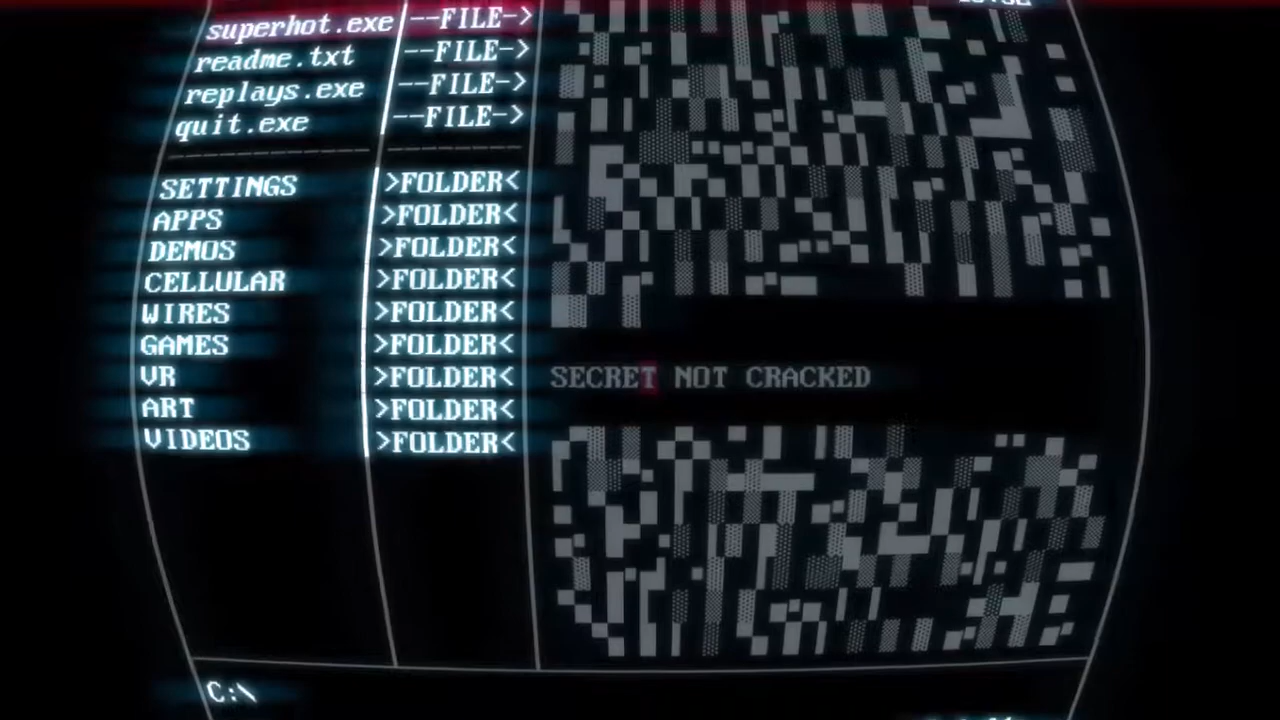 superhot.exe --FILE->
readme.txt --FILE->
replays.exe --FILE->
quit.exe --FILE->
SETTINGS >FOLDER<
APPS >FOLDER<
DEMOS >FOLDER<
CELLULAR >FOLDER<
WIRES >FOLDER<
GAMES >FOLDER<
VR >FOLDER<
ART >FOLDER<
VIDEOS >FOLDER<
SECRET NOT CRACKED
C:\